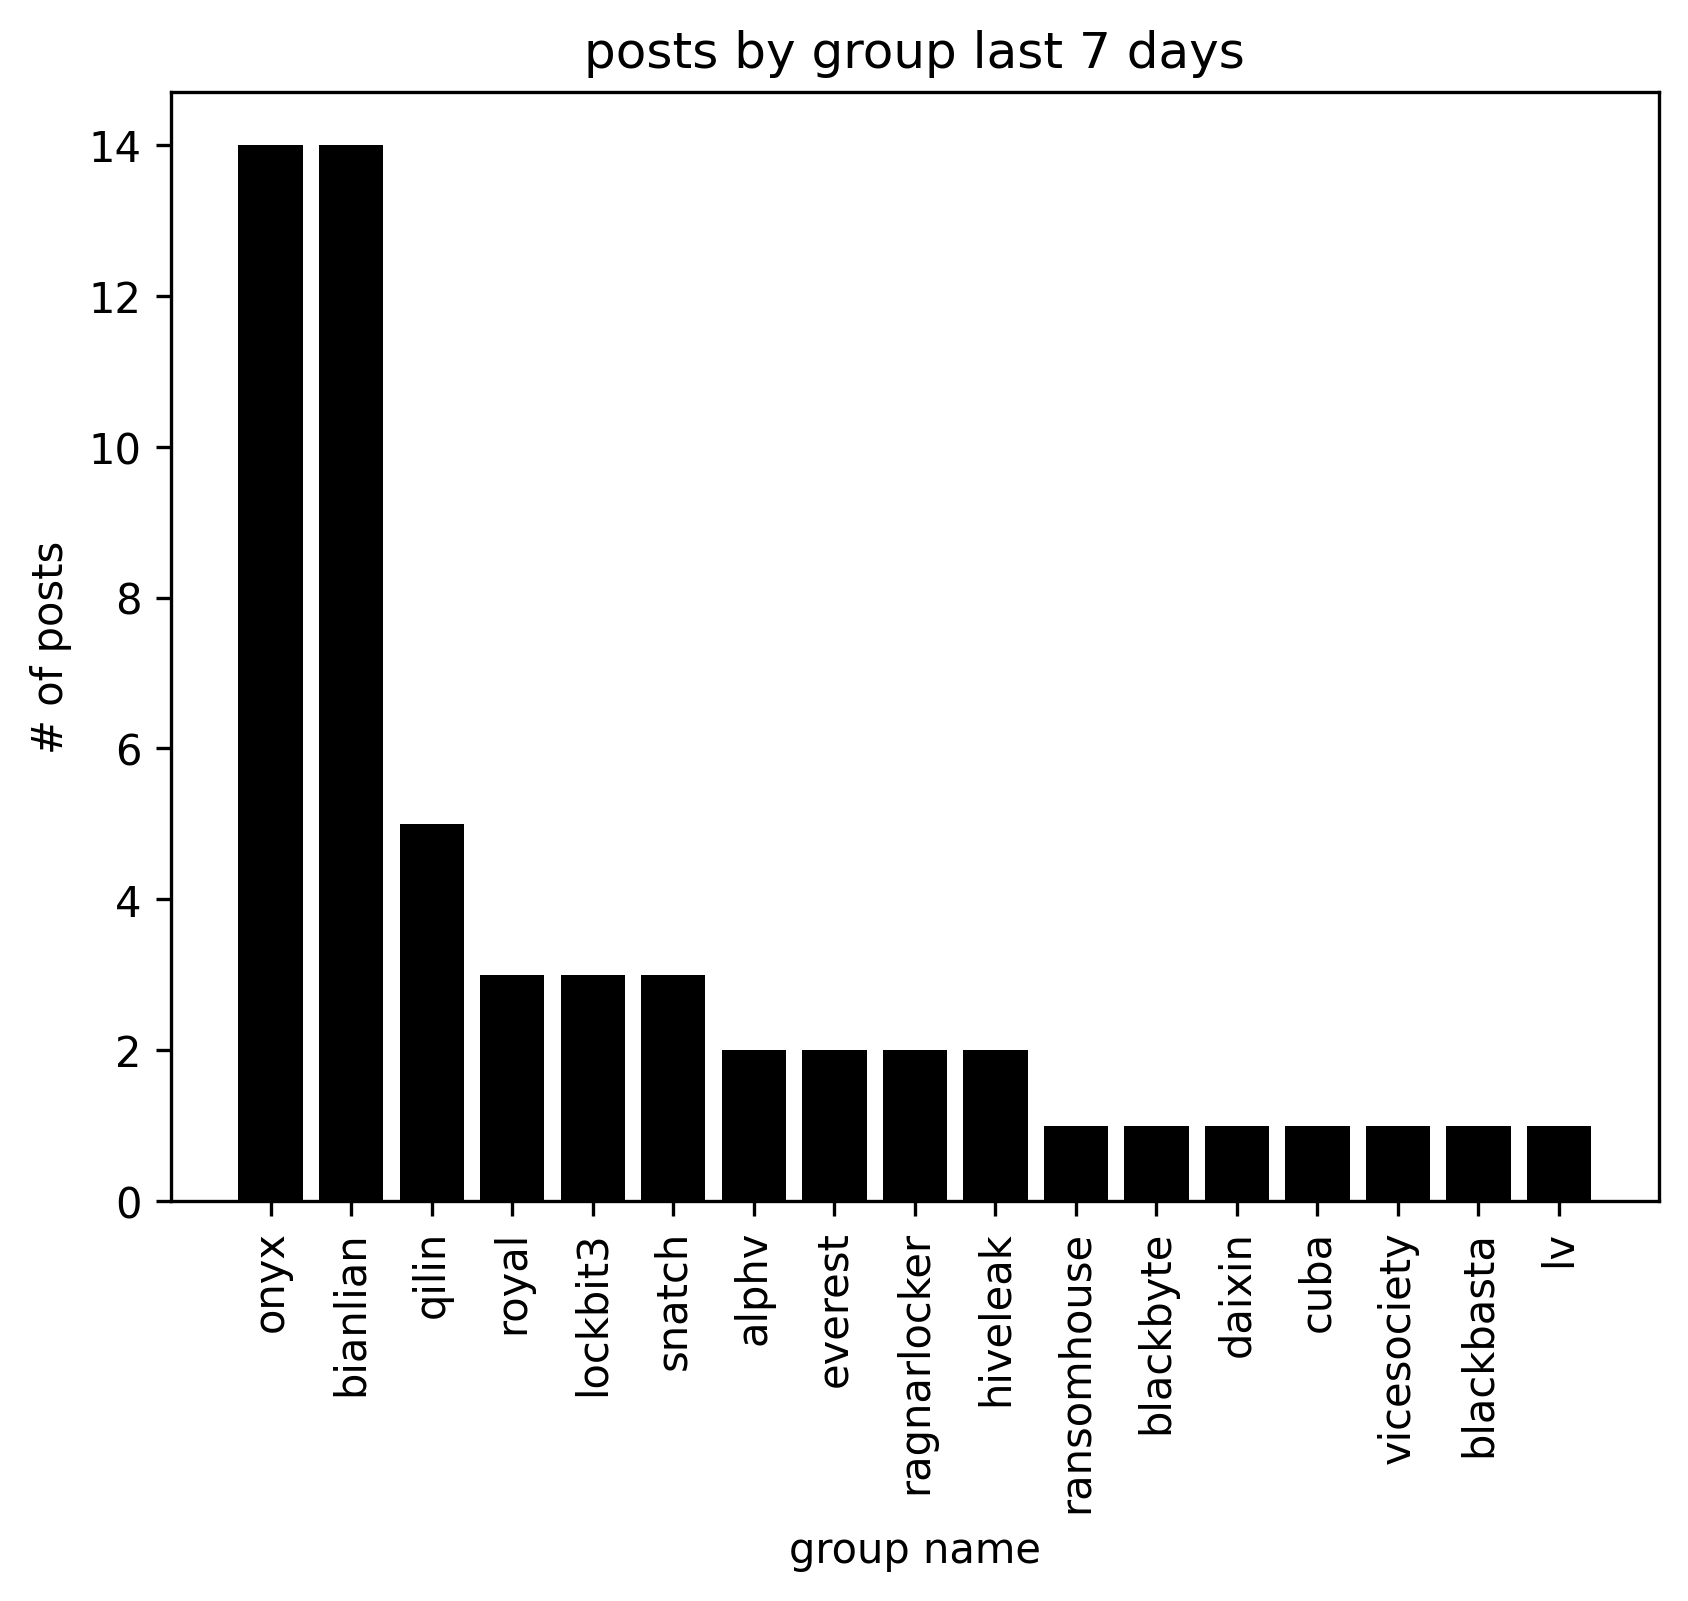 posts by group last 7 days
14
12
10
8
6
4
2
0
# of posts
onyx
bianlian
qilin
royal
lockbit3
snatch
alphv
everest
ragnarlocker
hiveleak
ransomhouse
blackbyte
daixin
cuba
vicesociety
blackbasta
lv
group name